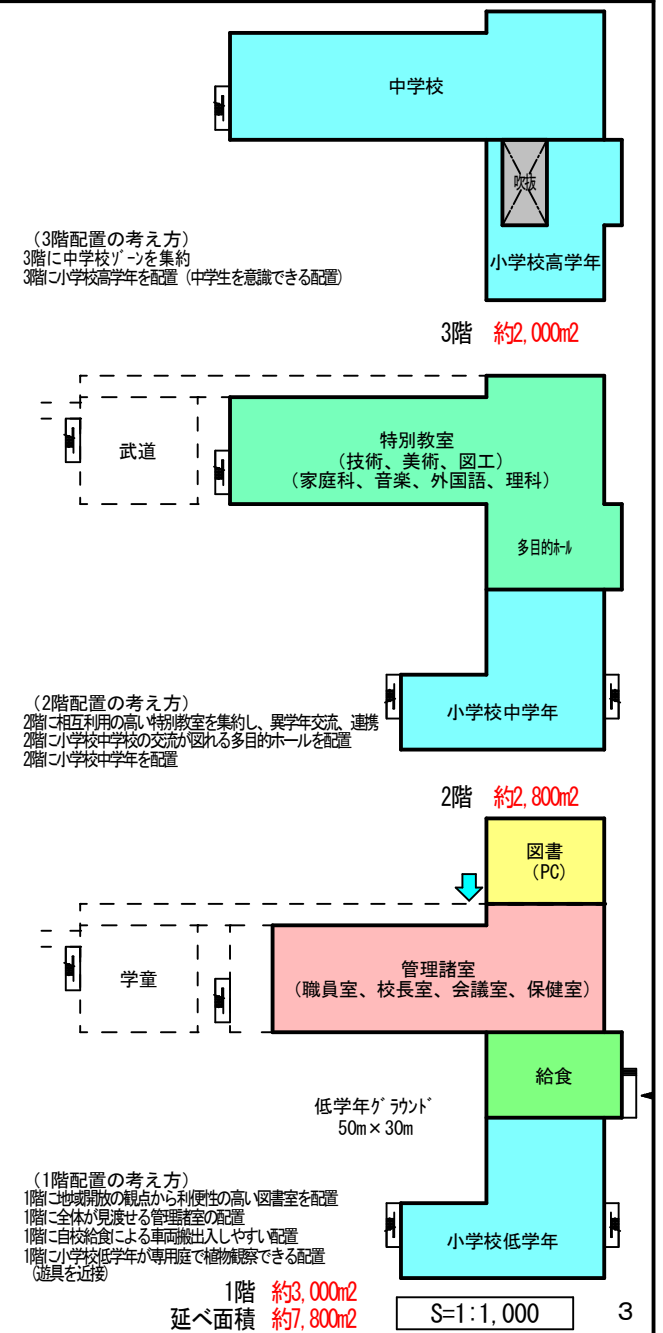 中学校
吹抜
小学校高学年
(3階配置の考え方)
3階に中学校ゾーンを集約
3階に小学校高学年を配置(中学生を意識できる配置)
3階 約2,000m2
武道
特別教室
(技術、美術、図工)
(家庭科、音楽、外国語、理科)
多目的ホール
小学校中学年
(2階配置の考え方)
2階に相互利用の高い特別教室を集約し、異学年交流、連携
2階に小学校中学校の交流が図れる多目的ホールを配置
2階に小学校中学年を配置
2階 約2,800m2
図書
(PC)
学童
管理諸室
(職員室、校長室、会議室、保健室)
給食
低学年グラウンド
50m×30m
小学校低学年
(1階配置の考え方)
1階に地域開放の観点から利便性の高い図書室を配置
1階に全体が見渡せる管理諸室の配置
1階に自校給食による車両搬出入しやすい配置
1階に小学校低学年が専用庭で植物観察できる配置
(遊具を近接)
1階 約3,000m2
延べ面積 約7,800m2
S=1:1,000
3